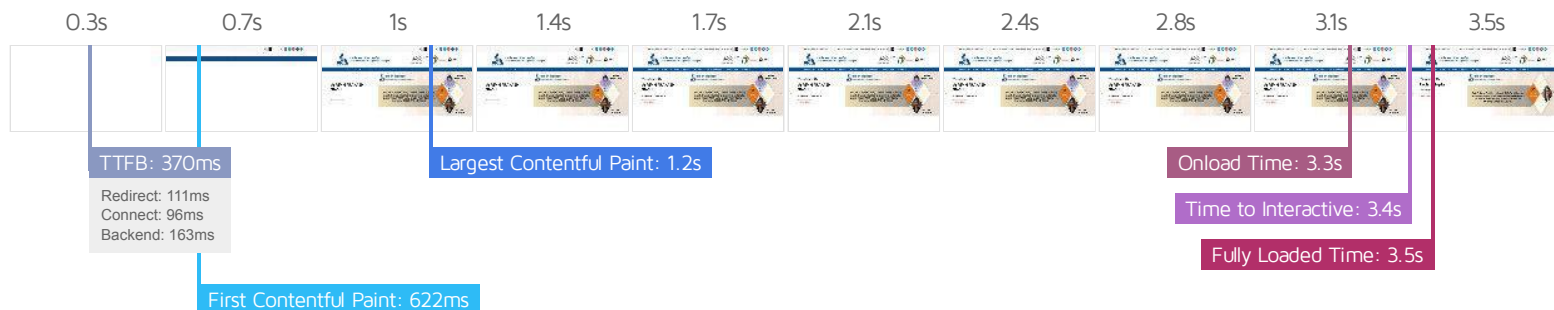 0.3s 0.7s 1s 1.4s 1.7s 2.1s 2.4s 2.8s 3.1s 3.5s
TTFB: 370ms
Redirect: 111ms
Connect: 96ms
Backend: 163ms
First Contentful Paint: 622ms
Largest Contentful Paint: 1.2s
Onload Time: 3.3s
Time to Interactive: 3.4s
Fully Loaded Time: 3.5s